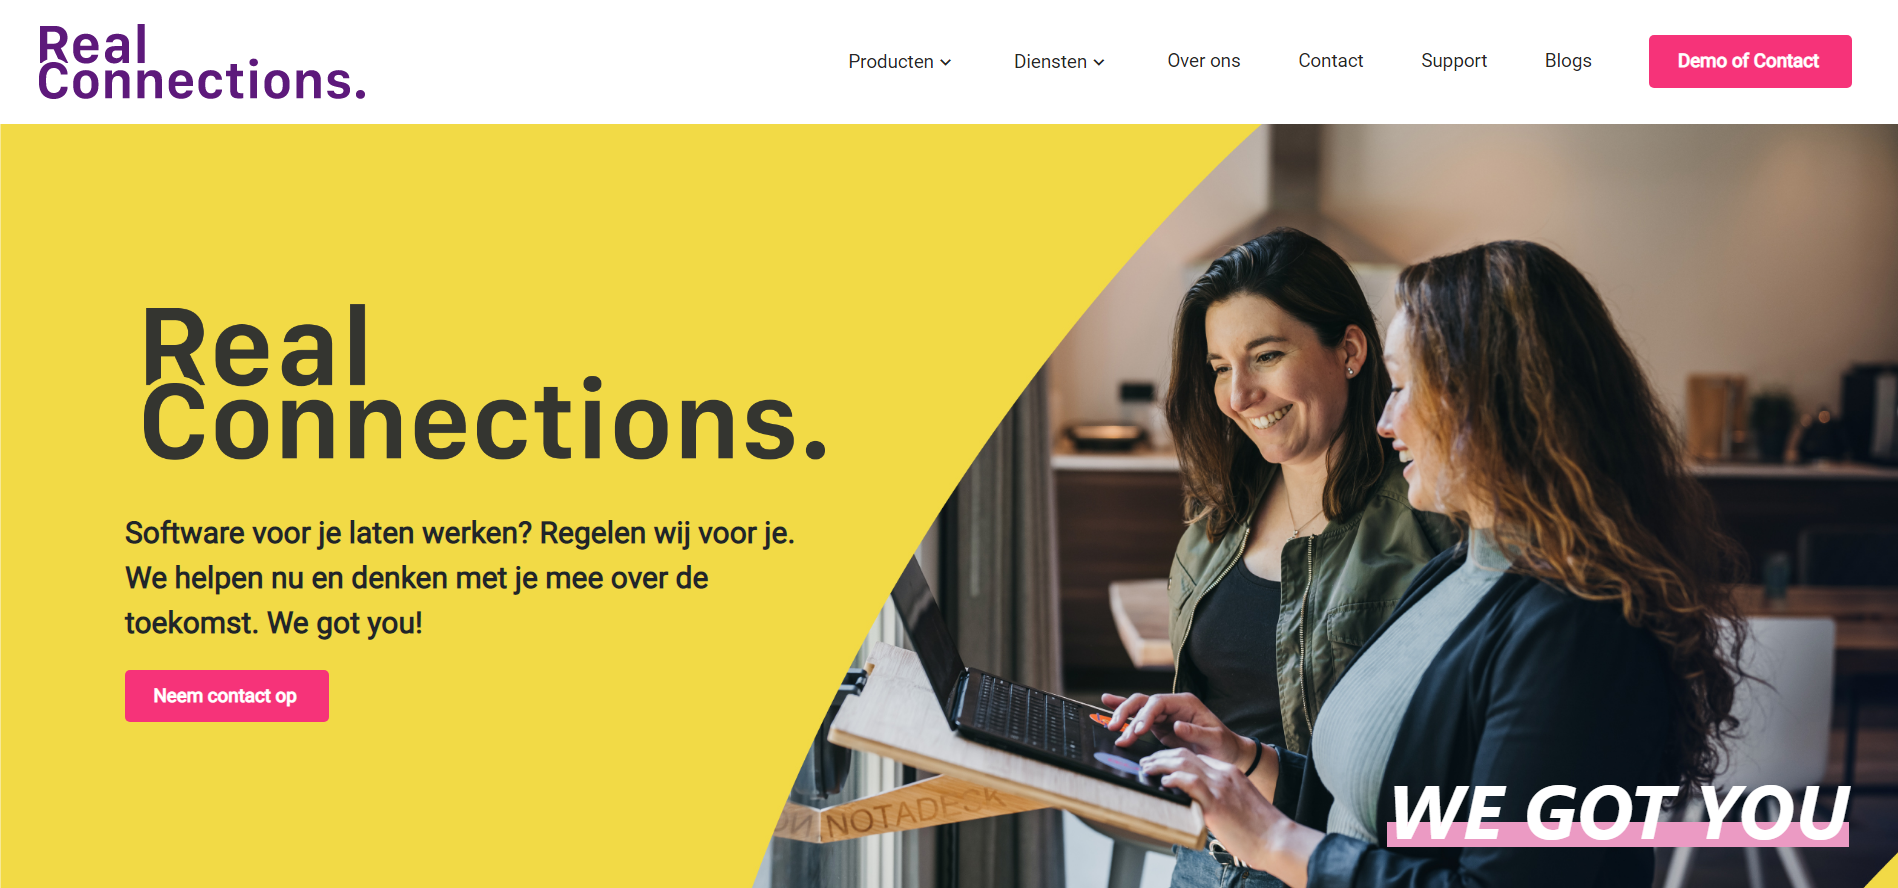 Real
Connections.
Producten
Diensten
Over ons
Contact
Support
Blogs
Demo of Contact
Real
Connections.
Software voor je laten werken? Regelen wij voor je.
We helpen nu en denken met je mee over de
toekomst. We got you!
Neem contact op
NOTADESK
WE GOT YOU